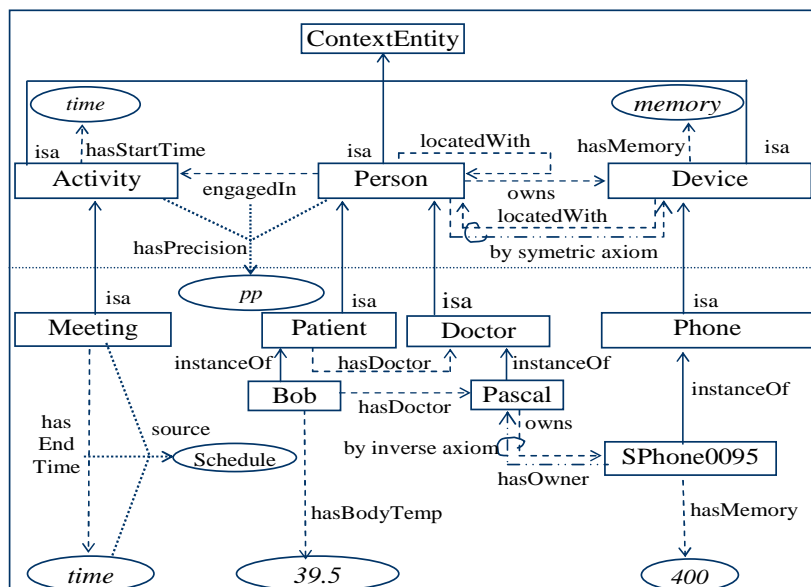 ContextEntity
time
memory
locatedWith
isa
hasStartTime
isa
hasMemory
isa
Activity
engagedIn
Person
owns
Device
locatedWith
hasPrecision
by symetric axiom
pp
isa
isa
isa
isa
Meeting
Patient
Doctor
Phone
instanceOf
hasDoctor
instanceOf
instanceOf
Bob
hasDoctor
Pascal
has
End
Time
source
owns
by inverse axiom
Schedule
SPhone0095
hasOwner
hasBodyTemp
hasMemory
time
39.5
400